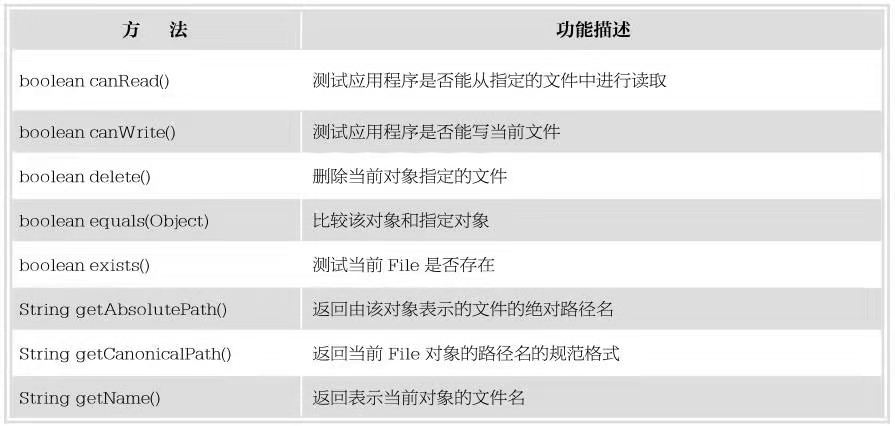 方 法 功能描述
boolean canRead() 测试应用程序是否能从指定的文件中进行读取
boolean canWrite() 测试应用程序是否能写当前文件
boolean delete() 删除当前对象指定的文件
boolean equals(Object) 比较该对象和指定对象
boolean exists() 测试当前 File 是否存在
String getAbsolutePath() 返回由该对象表示的文件的绝对路径名
String getCanonicalPath() 返回当前 File 对象的路径名的规范格式
String getName() 返回表示当前对象的文件名